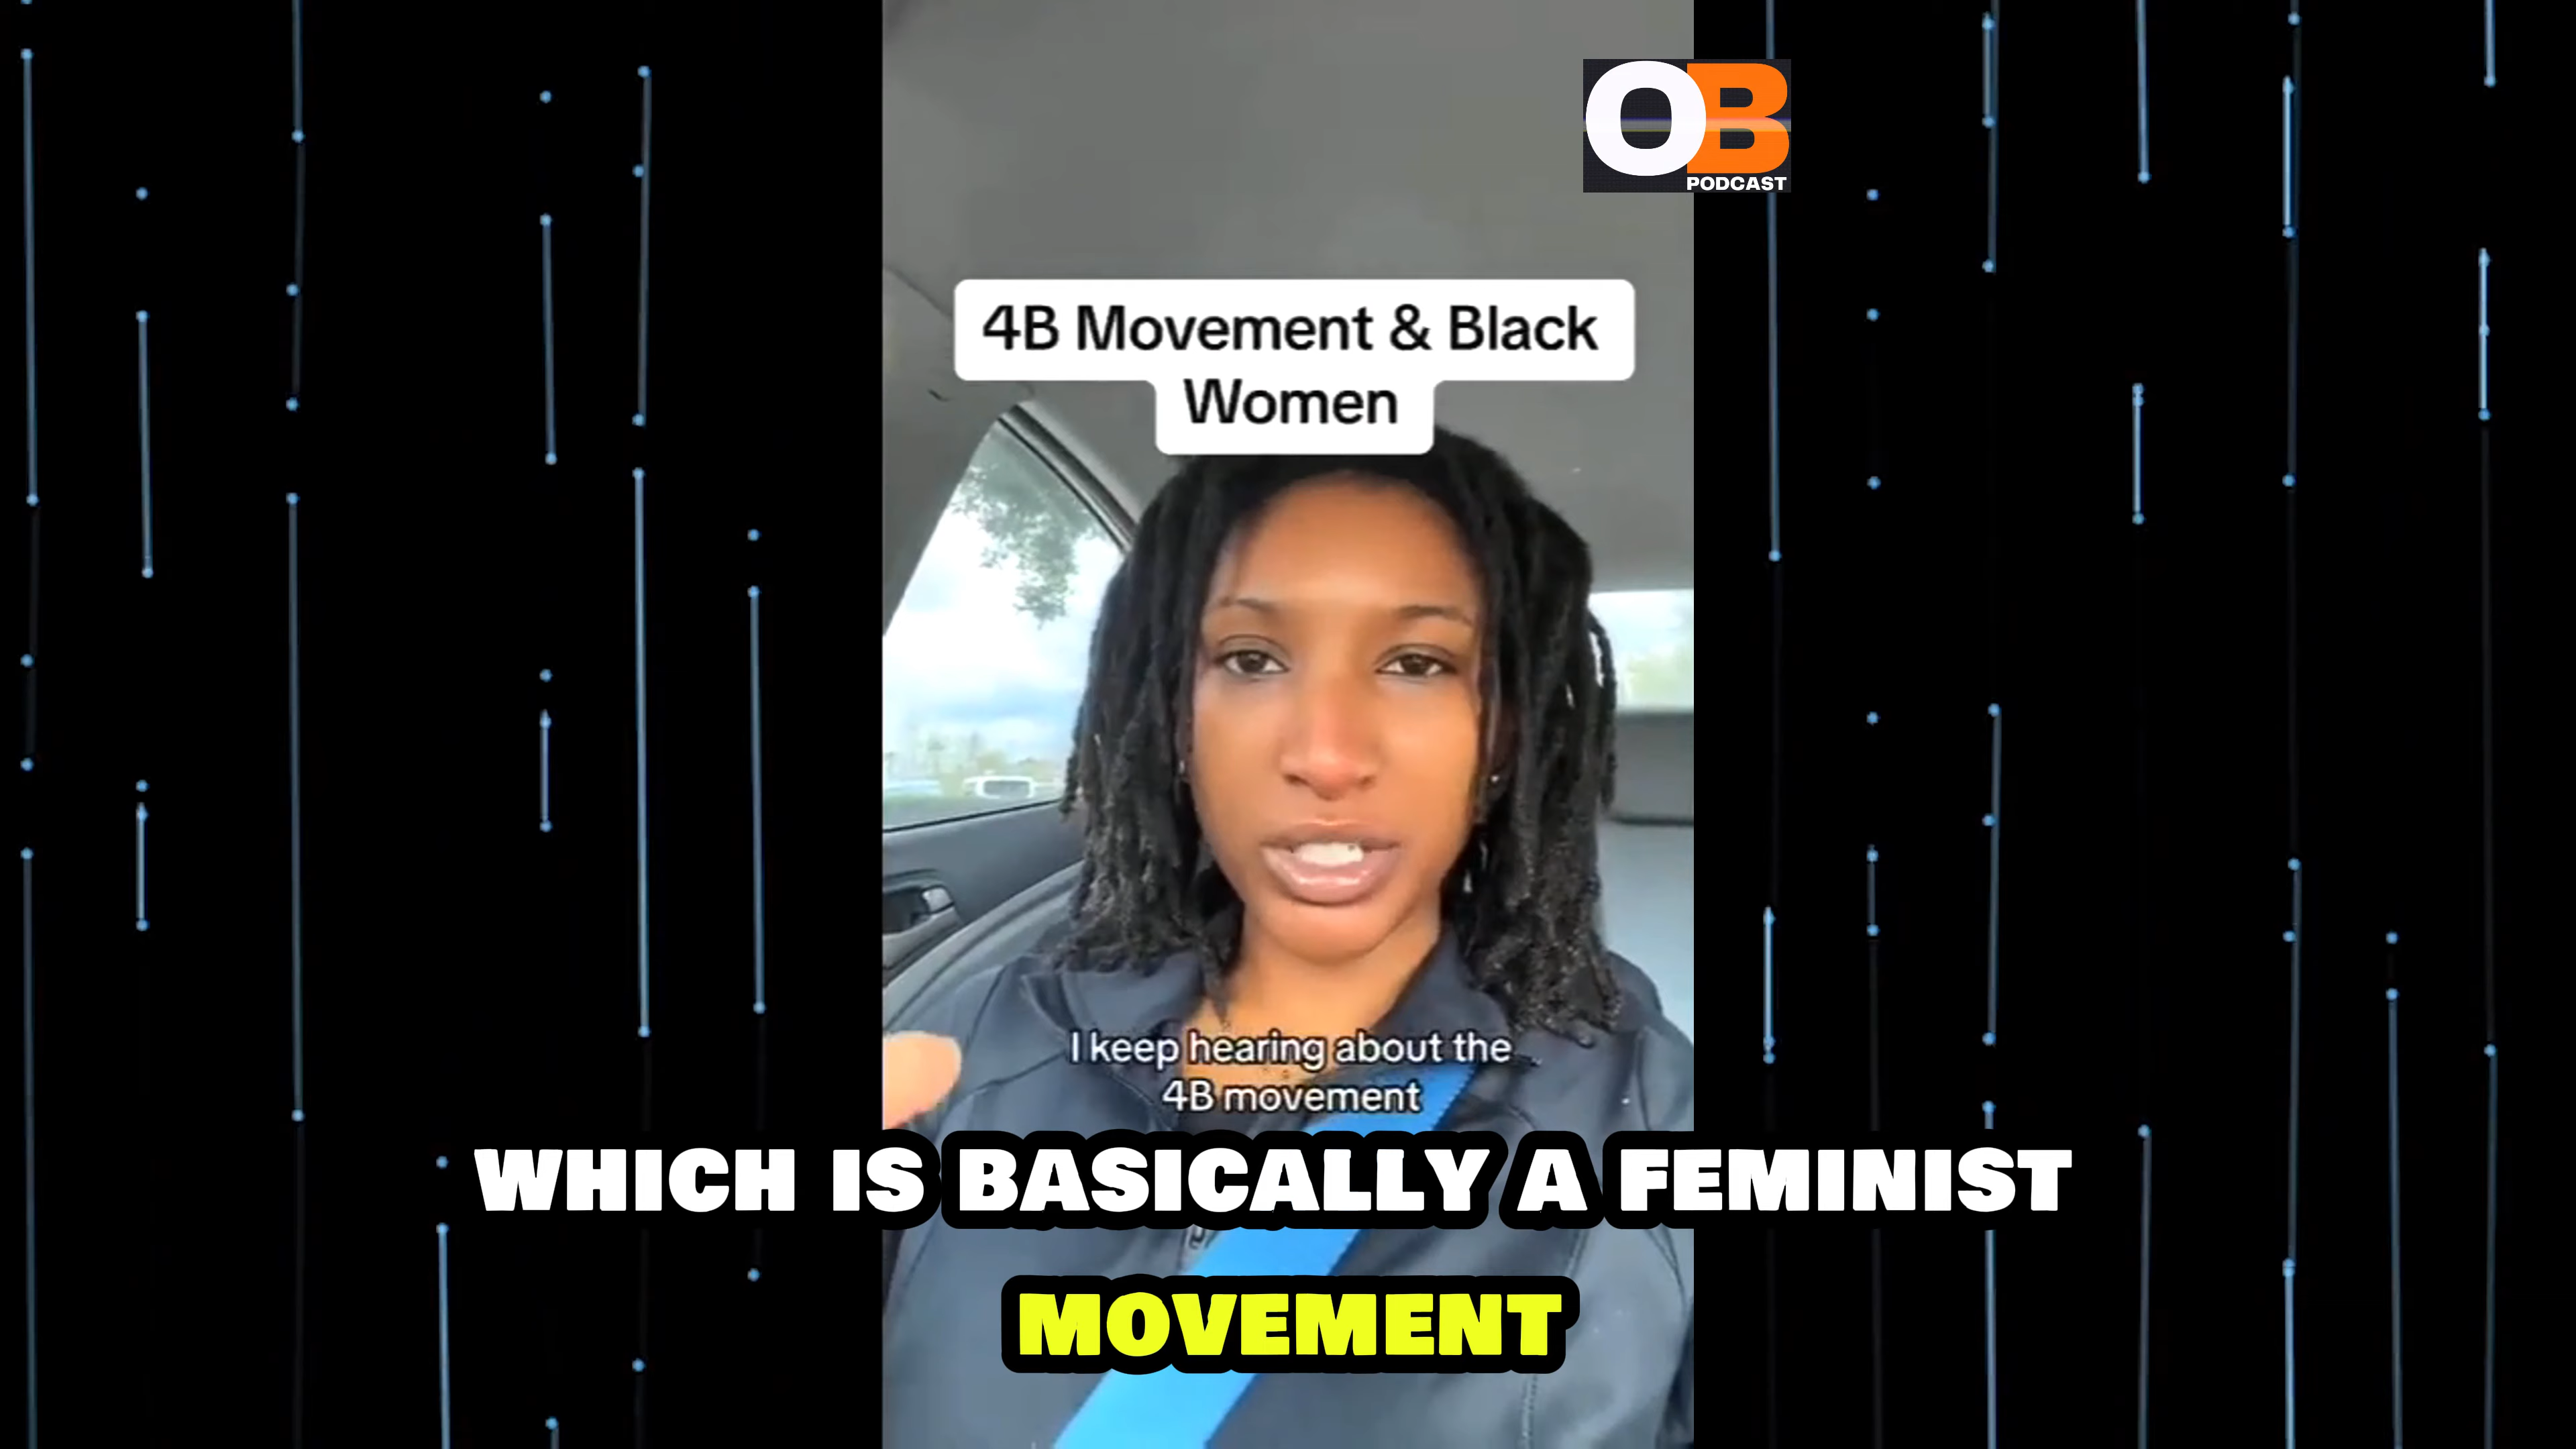 OB
PODCAST
4B Movement & Black
Women
I keep hearing about the
4B movement
WHICH IS BASICALLY A FEMINIST
MOVEMENT